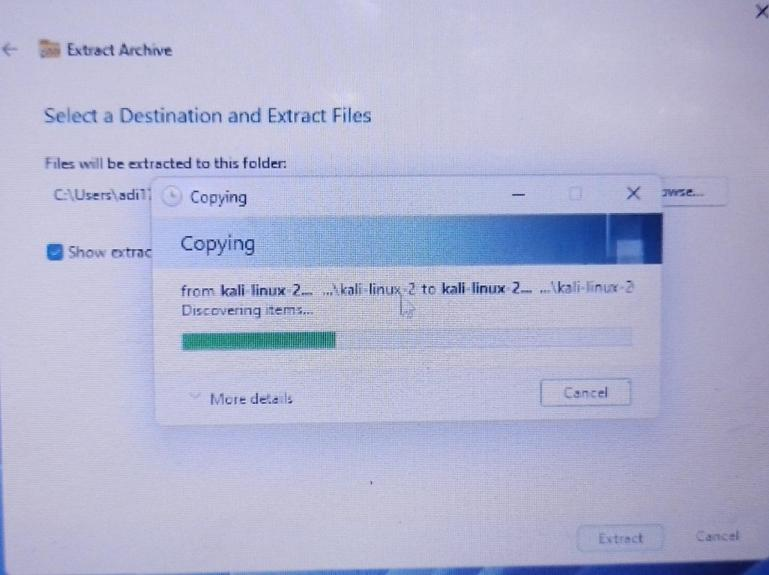 Extract Archive
Select a Destination and Extract Files
Files will be extracted to this folder:
C:\Users\adi1
Copying
Copying
Show extrac
from kali-linux-2... ...\kali-linux-2 to kali-linux-2... ...\kali-linux-2
Discovering items...
More details
Cancel
Extract
Cancel